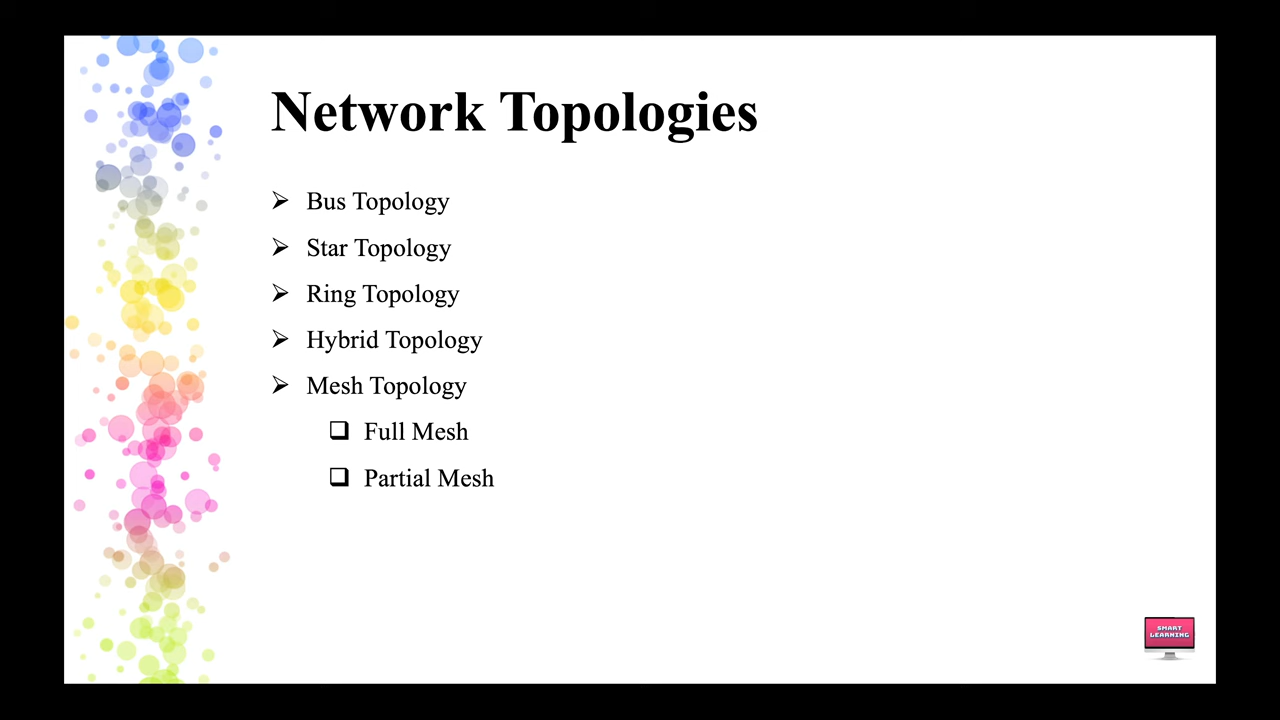 Network Topologies
Bus Topology
Star Topology
Ring Topology
Hybrid Topology
Mesh Topology
Full Mesh
Partial Mesh
SMART
LEARNING